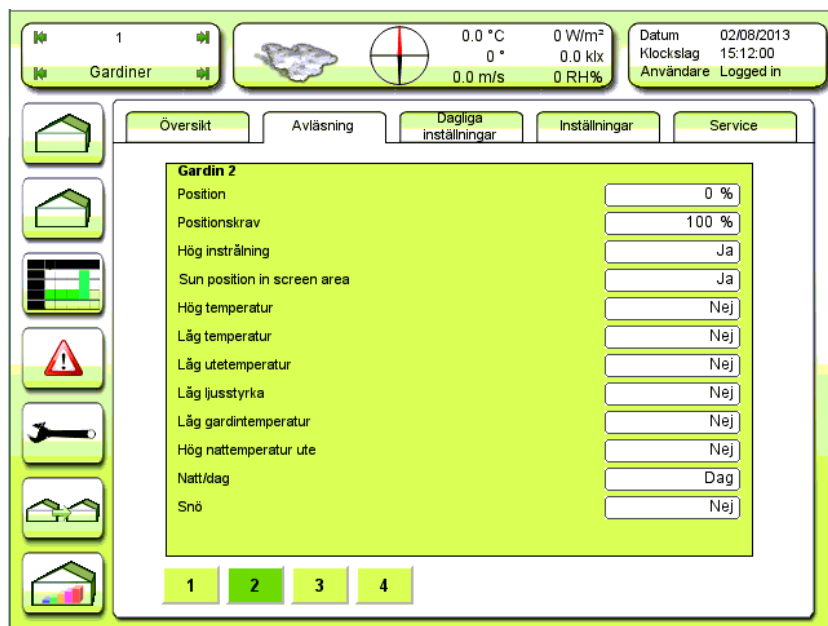 1
Gardiner
0.0 °C
0 °
0.0 m/s
0 W/m²
0.0 klx
0 RH%
Datum 02/08/2013
Klockslag 15:12:00
Användare Logged in
Översikt
Avläsning
Dagliga
inställningar
Inställningar
Service
Gardin 2
Position 0 %
Positionskrav 100 %
Hög instrålning Ja
Sun position in screen area Ja
Hög temperatur Nej
Låg temperatur Nej
Låg utetemperatur Nej
Låg ljusstyrka Nej
Låg gardintemperatur Nej
Hög nattemperatur ute Nej
Natt/dag Dag
Snö Nej
1 2 3 4